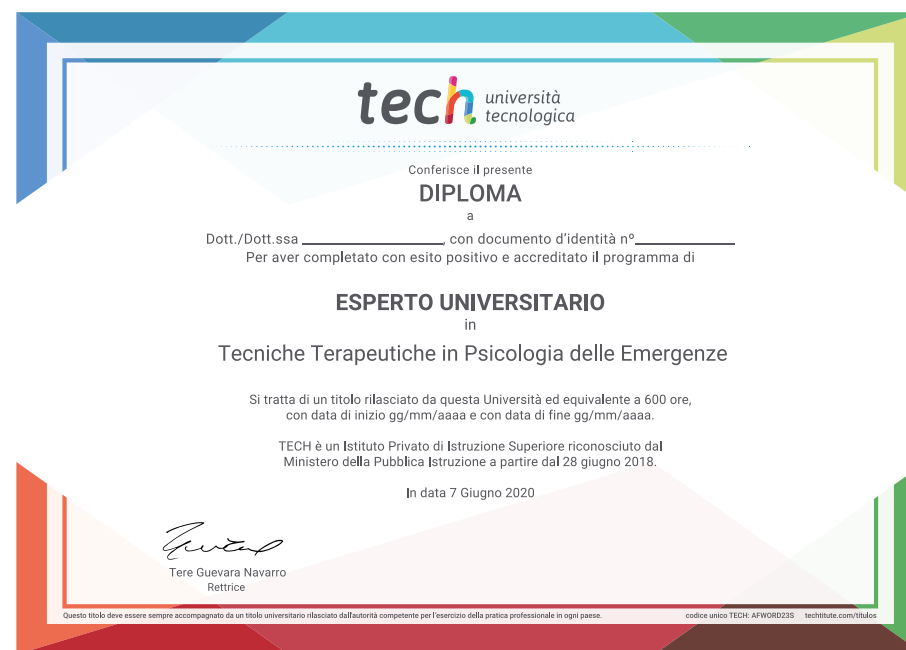 tech università
tecnologica
Conferisce il presente
DIPLOMA
a
Dott./Dott.ssa ____________________, con documento d'identità nº______________
Per aver completato con esito positivo e accreditato il programma di
ESPERTO UNIVERSITARIO
in
Tecniche Terapeutiche in Psicologia delle Emergenze
Si tratta di un titolo rilasciato da questa Università ed equivalente a 600 ore,
con data di inizio gg/mm/aaaa e con data di fine gg/mm/aaaa.
TECH è un Istituto Privato di Istruzione Superiore riconosciuto dal
Ministero della Pubblica Istruzione a partire dal 28 giugno 2018.
In data 7 Giugno 2020
Tere Guevara Navarro
Rettrice
Questo titolo deve essere sempre accompagnato da un titolo universitario rilasciato dall'autorità competente per l'esercizio della pratica professionale in ogni paese. codice unico TECH: AFWORD23S techtitute.com/titulos